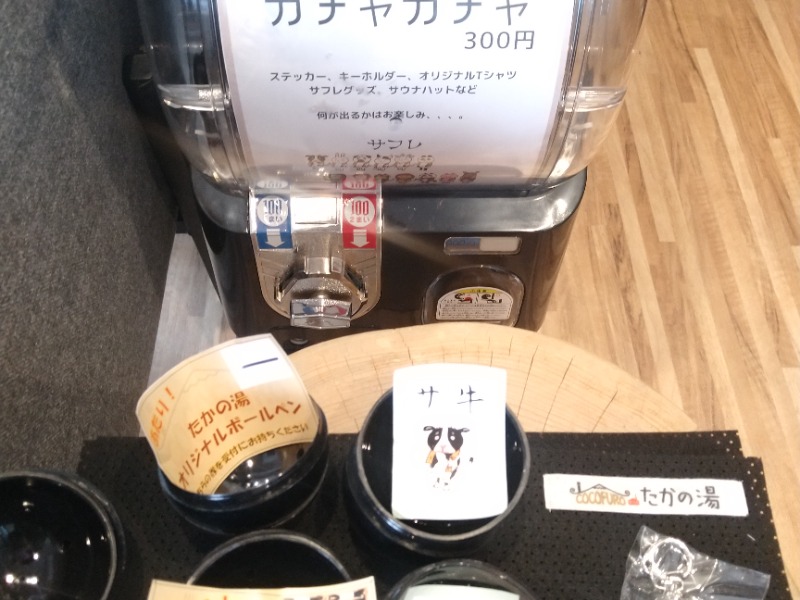 ガチャガチャ
300円
ステッカー、キーホルダー、オリジナルTシャツ
サフレグッズ、サウナハットなど
何が出るかはお楽しみ、、、。
サフレ
100
100
あたり！
たかの湯
オリジナルボールペン
サ 牛
COCOFURO たかの湯